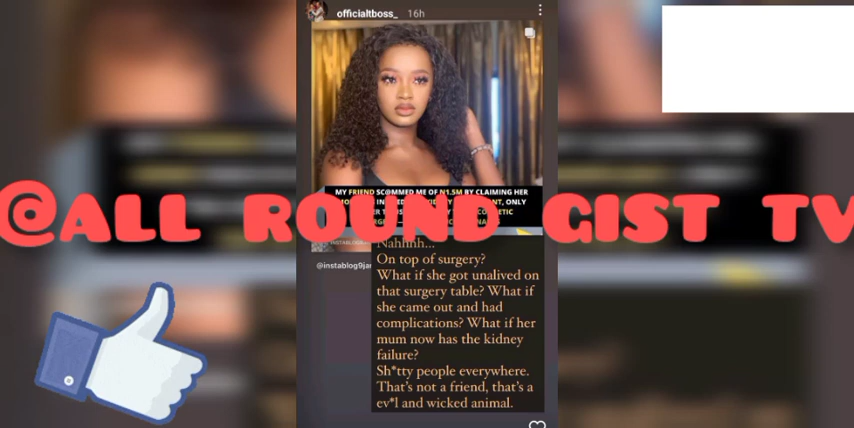 officialtboss_ 16h
MY FRIEND SC@MMED ME OF N1.5M BY CLAIMING HER
ONLY
@ALL ROUND GIST TV
Nahhhh...
@instablog9ja
On top of surgery?
What if she got unalived on
that surgery table? What if
she came out and had
complications? What if her
mum now has the kidney
failure?
Sh*tty people everywhere.
That's not a friend, that's a
ev*l and wicked animal.